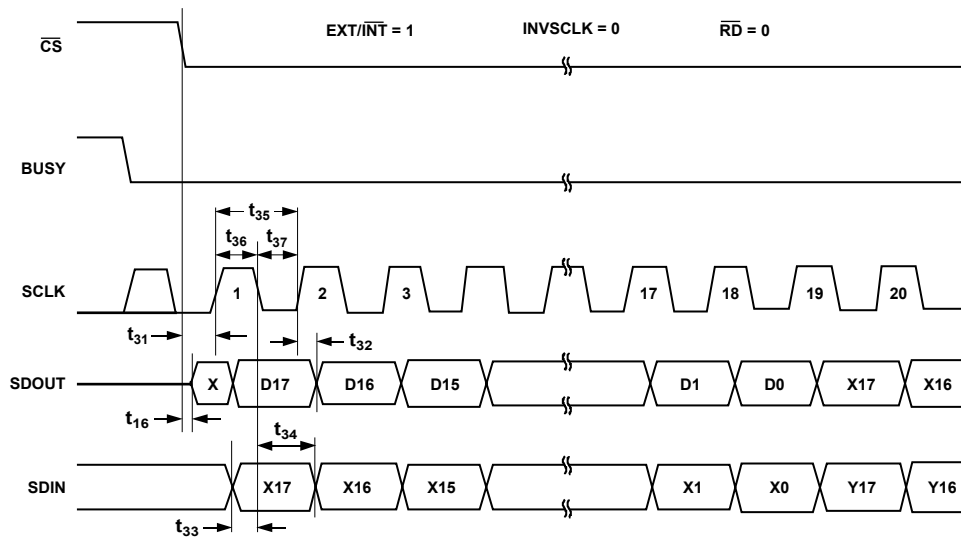 EXT/INT = 1 INVSCLK = 0 RD = 0
CS
BUSY
t35
t36 t37
SCLK 1 2 3 17 18 19 20
t31 t32
SDOUT X D17 D16 D15 D1 D0 X17 X16
t16 t34
SDIN X17 X16 X15 X1 X0 Y17 Y16
t33